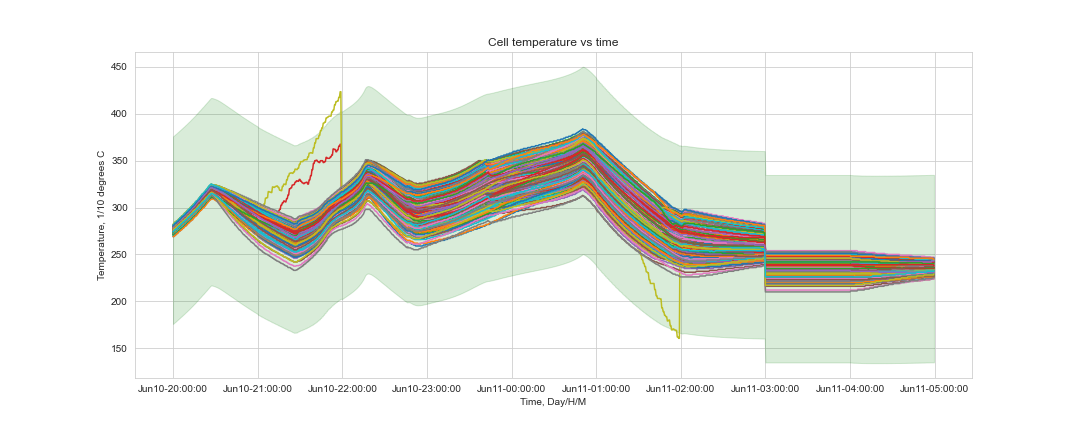 Cell temperature vs time
Temperature, 1/10 degrees C
450
400
350
300
250
200
150
Jun10-20:00:00 Jun10-21:00:00 Jun10-22:00:00 Jun10-23:00:00 Jun11-00:00:00 Jun11-01:00:00 Jun11-02:00:00 Jun11-03:00:00 Jun11-04:00:00 Jun11-05:00:00
Time, Day/H/M